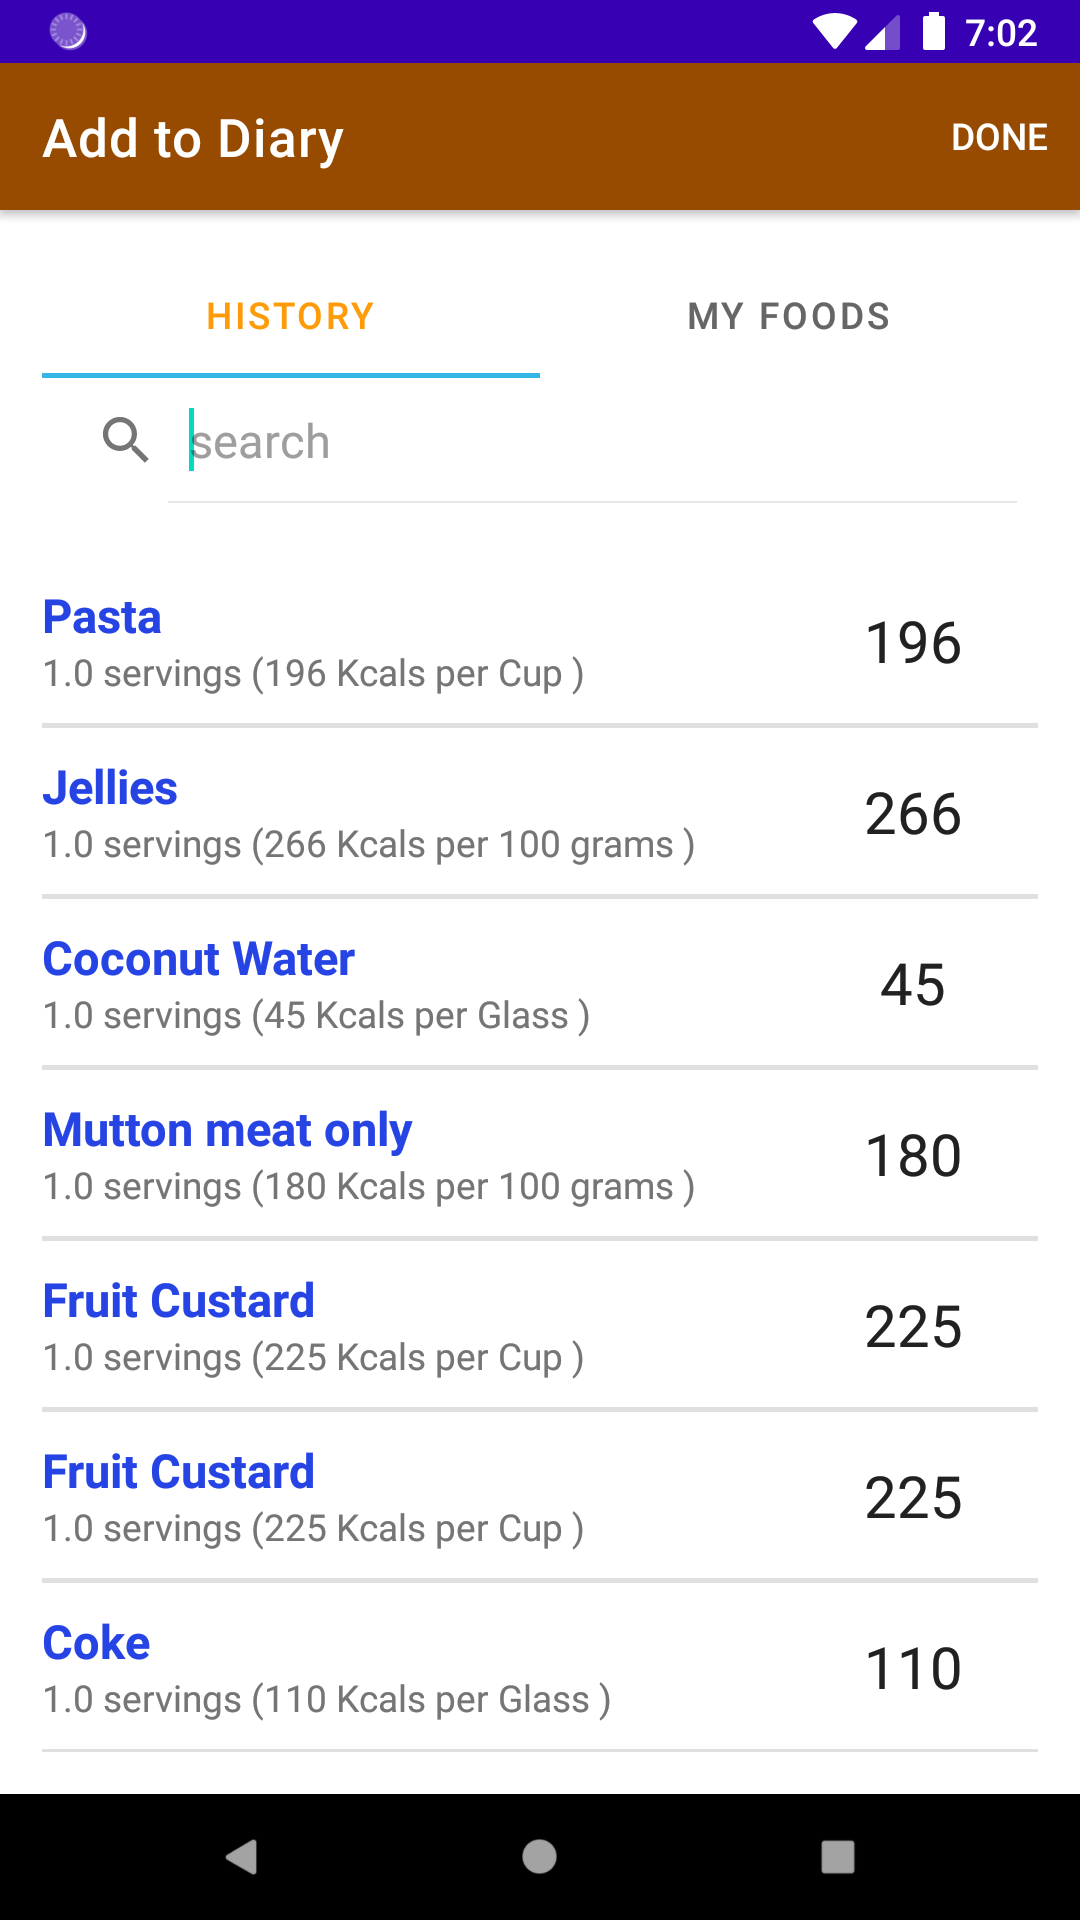 7:02
Add to Diary
DONE
HISTORY
MY FOODS
search
Pasta
1.0 servings (196 Kcals per Cup )
196
Jellies
1.0 servings (266 Kcals per 100 grams )
266
Coconut Water
1.0 servings (45 Kcals per Glass )
45
Mutton meat only
1.0 servings (180 Kcals per 100 grams )
180
Fruit Custard
1.0 servings (225 Kcals per Cup )
225
Fruit Custard
1.0 servings (225 Kcals per Cup )
225
Coke
1.0 servings (110 Kcals per Glass )
110